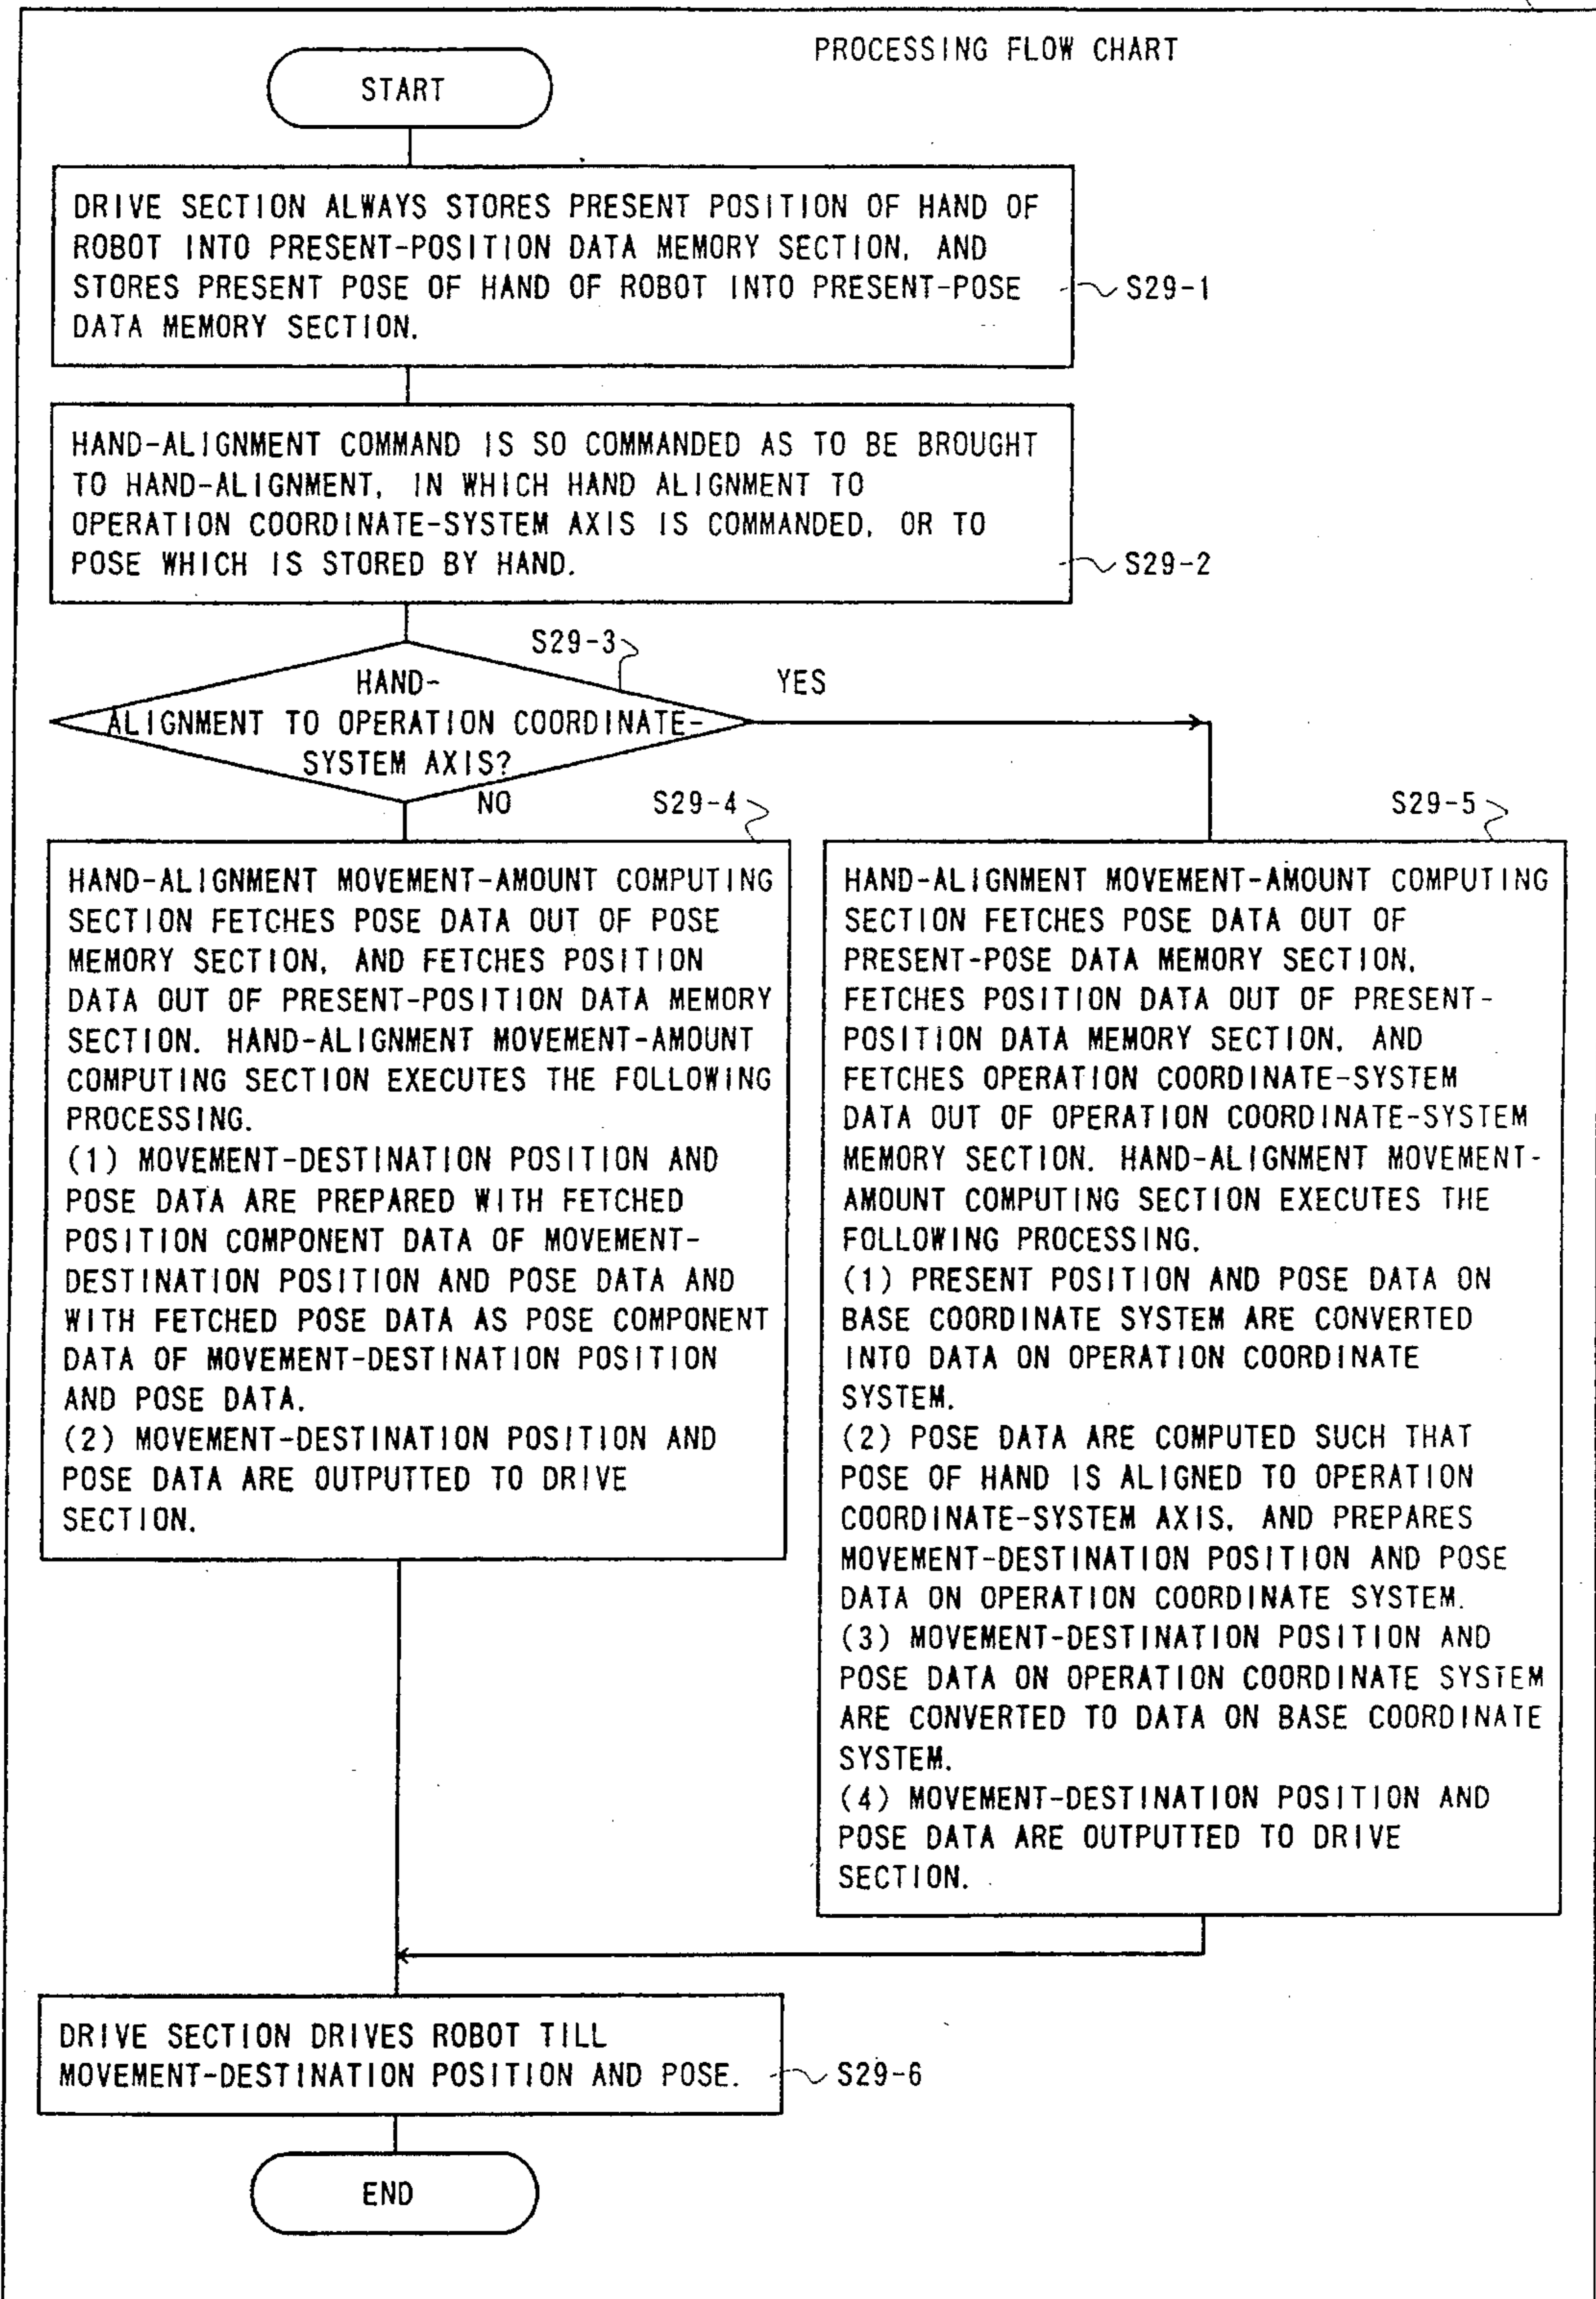 PROCESSING FLOW CHART
START
DRIVE SECTION ALWAYS STORES PRESENT POSITION OF HAND OF
ROBOT INTO PRESENT-POSITION DATA MEMORY SECTION, AND
STORES PRESENT POSE OF HAND OF ROBOT INTO PRESENT-POSE
DATA MEMORY SECTION.
S29-1
HAND-ALIGNMENT COMMAND IS SO COMMANDED AS TO BE BROUGHT
TO HAND-ALIGNMENT, IN WHICH HAND ALIGNMENT TO
OPERATION COORDINATE-SYSTEM AXIS IS COMMANDED, OR TO
POSE WHICH IS STORED BY HAND.
S29-2
S29-3
HAND-
ALIGNMENT TO OPERATION COORDINATE-
SYSTEM AXIS?
YES
NO
S29-4
HAND-ALIGNMENT MOVEMENT-AMOUNT COMPUTING
SECTION FETCHES POSE DATA OUT OF POSE
MEMORY SECTION, AND FETCHES POSITION
DATA OUT OF PRESENT-POSITION DATA MEMORY
SECTION. HAND-ALIGNMENT MOVEMENT-AMOUNT
COMPUTING SECTION EXECUTES THE FOLLOWING
PROCESSING.
(1) MOVEMENT-DESTINATION POSITION AND
POSE DATA ARE PREPARED WITH FETCHED
POSITION COMPONENT DATA OF MOVEMENT-
DESTINATION POSITION AND POSE DATA AND
WITH FETCHED POSE DATA AS POSE COMPONENT
DATA OF MOVEMENT-DESTINATION POSITION
AND POSE DATA.
(2) MOVEMENT-DESTINATION POSITION AND
POSE DATA ARE OUTPUTTED TO DRIVE
SECTION.
S29-5
HAND-ALIGNMENT MOVEMENT-AMOUNT COMPUTING
SECTION FETCHES POSE DATA OUT OF
PRESENT-POSE DATA MEMORY SECTION,
FETCHES POSITION DATA OUT OF PRESENT-
POSITION DATA MEMORY SECTION, AND
FETCHES OPERATION COORDINATE-SYSTEM
DATA OUT OF OPERATION COORDINATE-SYSTEM
MEMORY SECTION. HAND-ALIGNMENT MOVEMENT-
AMOUNT COMPUTING SECTION EXECUTES THE
FOLLOWING PROCESSING.
(1) PRESENT POSITION AND POSE DATA ON
BASE COORDINATE SYSTEM ARE CONVERTED
INTO DATA ON OPERATION COORDINATE
SYSTEM.
(2) POSE DATA ARE COMPUTED SUCH THAT
POSE OF HAND IS ALIGNED TO OPERATION
COORDINATE-SYSTEM AXIS, AND PREPARES
MOVEMENT-DESTINATION POSITION AND POSE
DATA ON OPERATION COORDINATE SYSTEM.
(3) MOVEMENT-DESTINATION POSITION AND
POSE DATA ON OPERATION COORDINATE SYSTEM
ARE CONVERTED TO DATA ON BASE COORDINATE
SYSTEM.
(4) MOVEMENT-DESTINATION POSITION AND
POSE DATA ARE OUTPUTTED TO DRIVE
SECTION.
DRIVE SECTION DRIVES ROBOT TILL
MOVEMENT-DESTINATION POSITION AND POSE.
S29-6
END